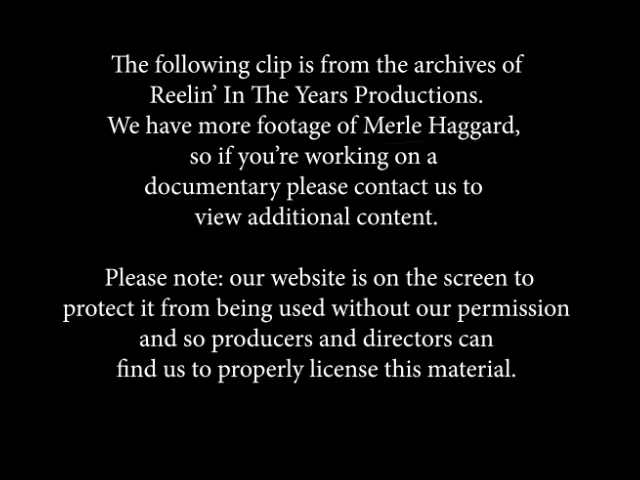 The following clip is from the archives of
Reelin’ In The Years Productions.
We have more footage of Merle Haggard,
so if you’re working on a
documentary please contact us to
view additional content.
Please note: our website is on the screen to
protect it from being used without our permission
and so producers and directors can
find us to properly license this material.